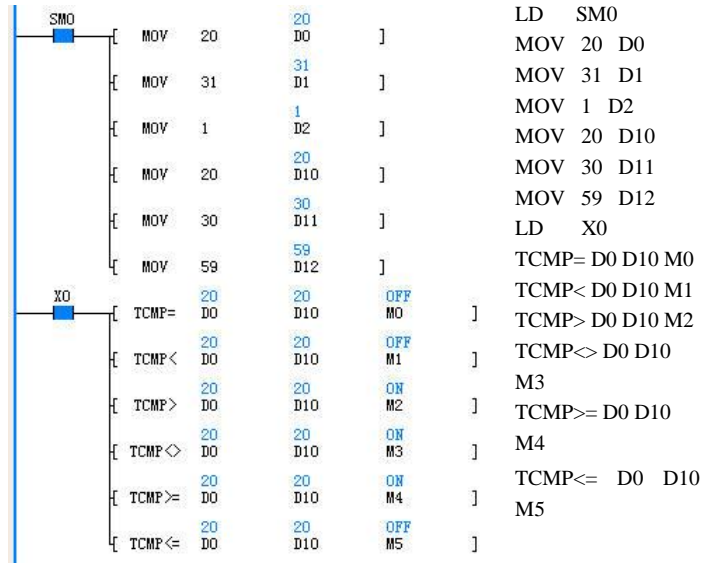 SM0
20
[ MOV 20 D0 ]
31
[ MOV 31 D1 ]
1
[ MOV 1 D2 ]
20
[ MOV 20 D10 ]
30
[ MOV 30 D11 ]
59
[ MOV 59 D12 ]
X0
20 20 OFF
[ TCMP= D0 D10 M0 ]
20 20 OFF
[ TCMP< D0 D10 M1 ]
20 20 ON
[ TCMP> D0 D10 M2 ]
20 20 ON
[ TCMP<> D0 D10 M3 ]
20 20 ON
[ TCMP>= D0 D10 M4 ]
20 20 OFF
[ TCMP<= D0 D10 M5 ]
LD SM0
MOV 20 D0
MOV 31 D1
MOV 1 D2
MOV 20 D10
MOV 30 D11
MOV 59 D12
LD X0
TCMP= D0 D10 M0
TCMP< D0 D10 M1
TCMP> D0 D10 M2
TCMP<> D0 D10
M3
TCMP>= D0 D10
M4
TCMP<= D0 D10
M5